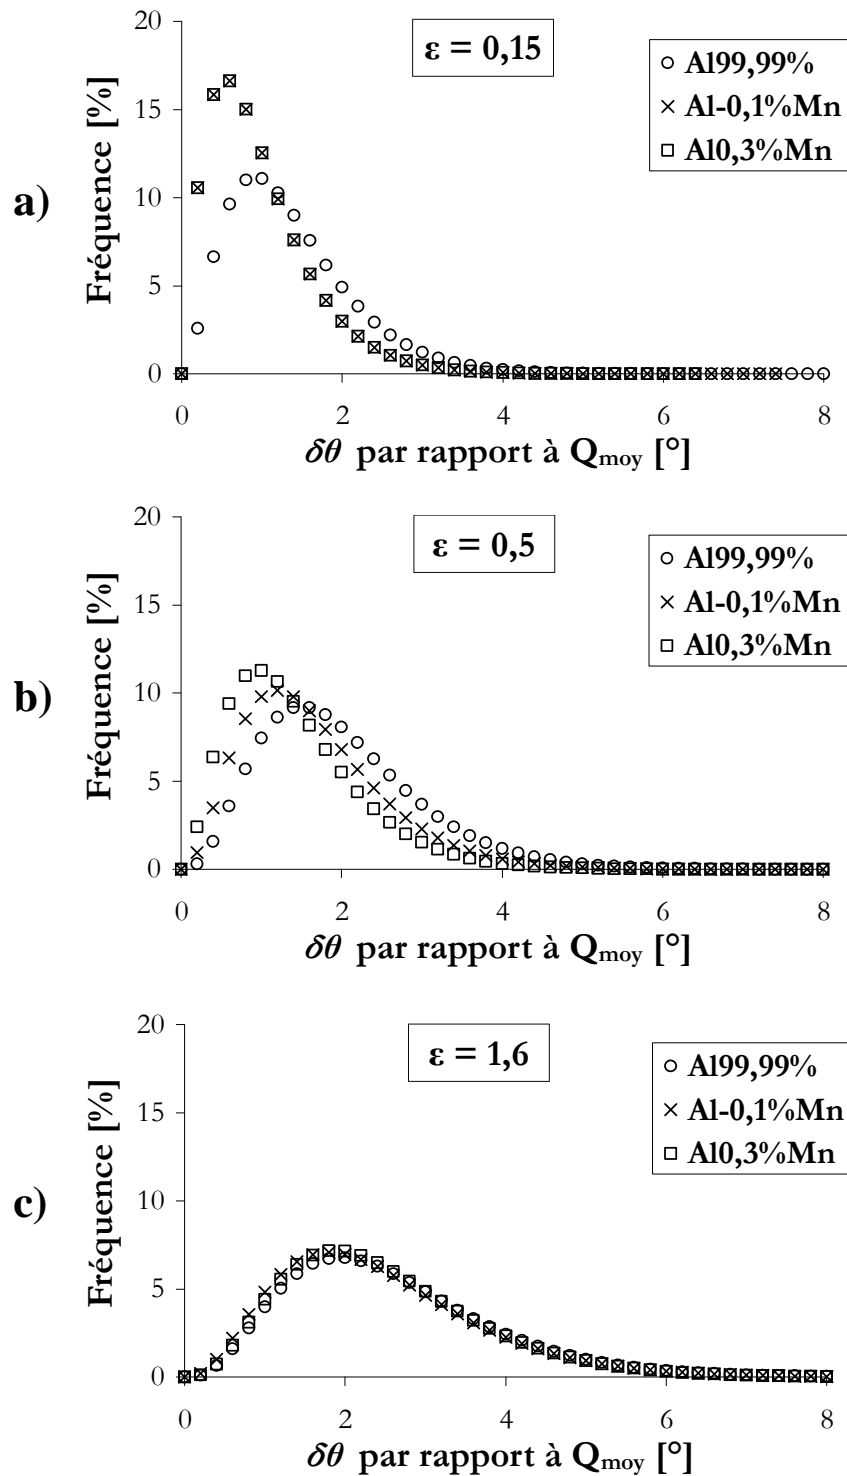 ε = 0,15
Al99,99%
Al-0,1%Mn
Al0,3%Mn
a)
Fréquence [%]
20
15
10
5
0
0 2 4 6 8
δθ par rapport à Qmoy [°]
ε = 0,5
Al99,99%
Al-0,1%Mn
Al0,3%Mn
b)
Fréquence [%]
20
15
10
5
0
0 2 4 6 8
δθ par rapport à Qmoy [°]
ε = 1,6
Al99,99%
Al-0,1%Mn
Al0,3%Mn
c)
Fréquence [%]
20
15
10
5
0
0 2 4 6 8
δθ par rapport à Qmoy [°]